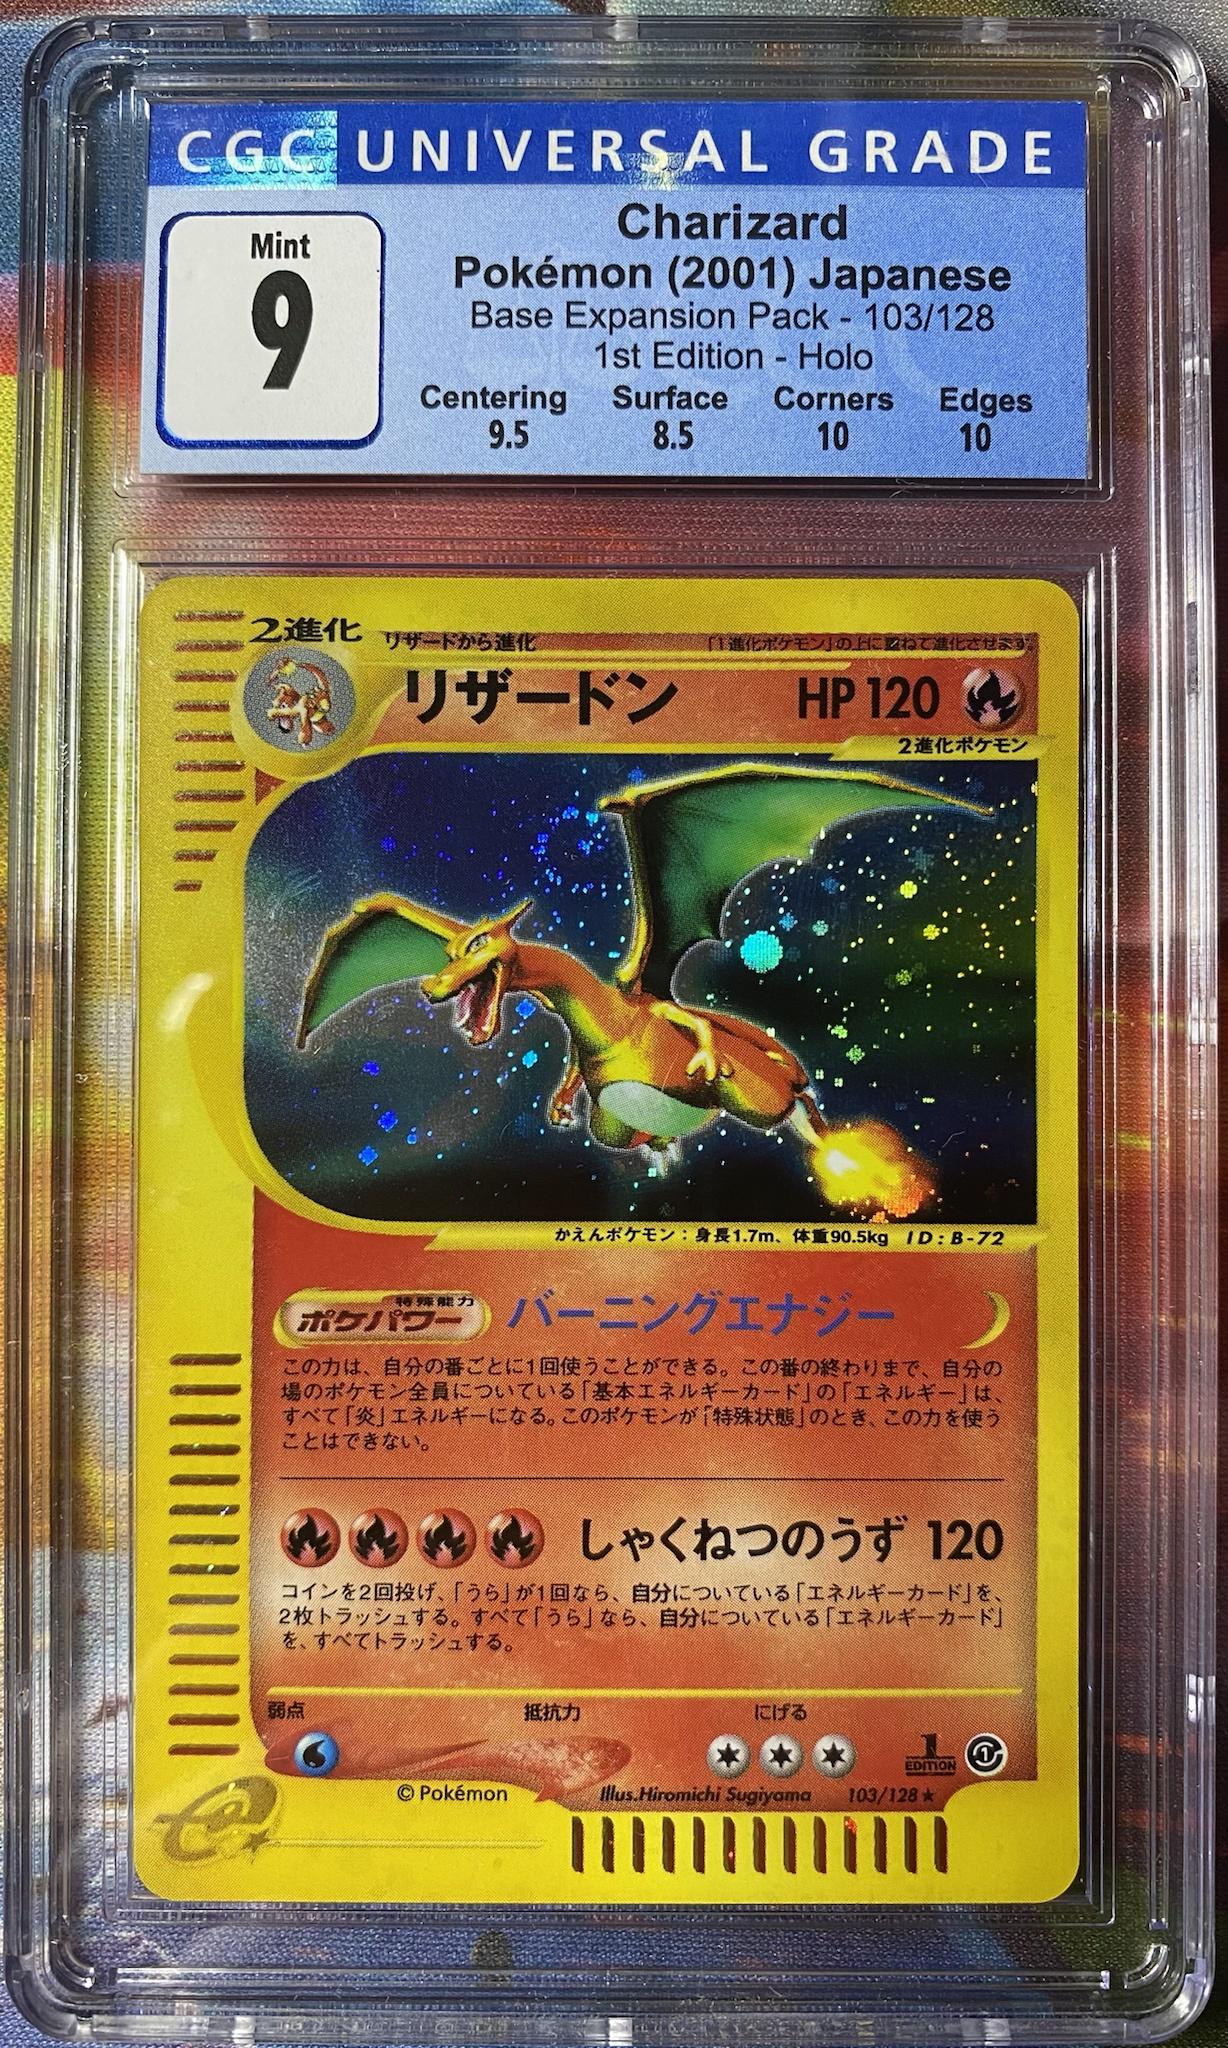 CGC UNIVERSAL GRADE
Mint
9
Charizard
Pokémon (2001) Japanese
Base Expansion Pack - 103/128
1st Edition - Holo
Centering Surface Corners Edges
9.5 8.5 10 10
2進化 リザードから進化 「1進化ポケモン」の上に重ねて進化させます。
リザードン HP 120
2進化ポケモン
かえんポケモン：身長1.7m、体重90.5kg ID:B-72
特殊能力
ポケパワー バーニングエナジー
この力は、自分の番ごとに1回使うことができる。この番の終わりまで、自分の
場のポケモン全員についている「基本エネルギーカード」の「エネルギー」は、
すべて「炎」エネルギーになる。このポケモンが「特殊状態」のとき、この力を使う
ことはできない。
しゃくねつのうず 120
コインを2回投げ、「うら」が1回なら、自分についている「エネルギーカード」を、
2枚トラッシュする。すべて「うら」なら、自分についている「エネルギーカード」
を、すべてトラッシュする。
弱点 抵抗力 にげる
1
EDITION
1
© Pokémon Illus.Hiromichi Sugiyama 103/128 ★
e